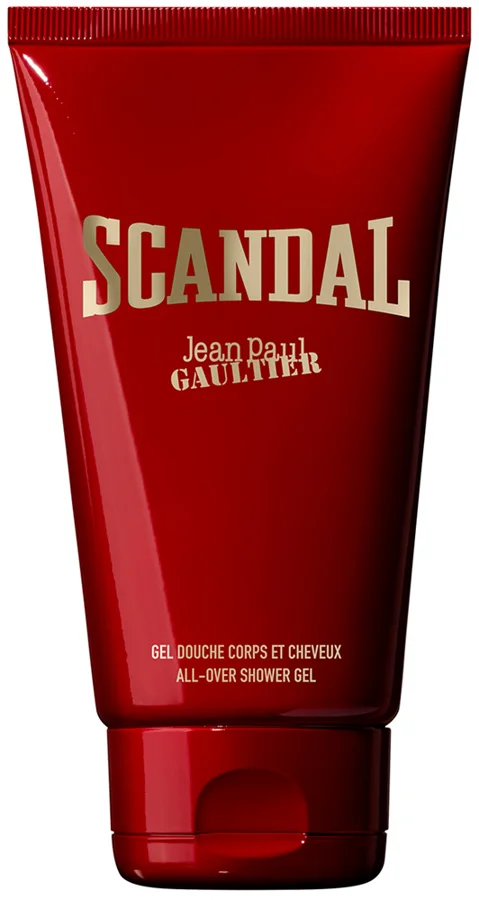 SCANDAL
Jean Paul
GAULTIER
GEL DOUCHE CORPS ET CHEVEUX
ALL-OVER SHOWER GEL